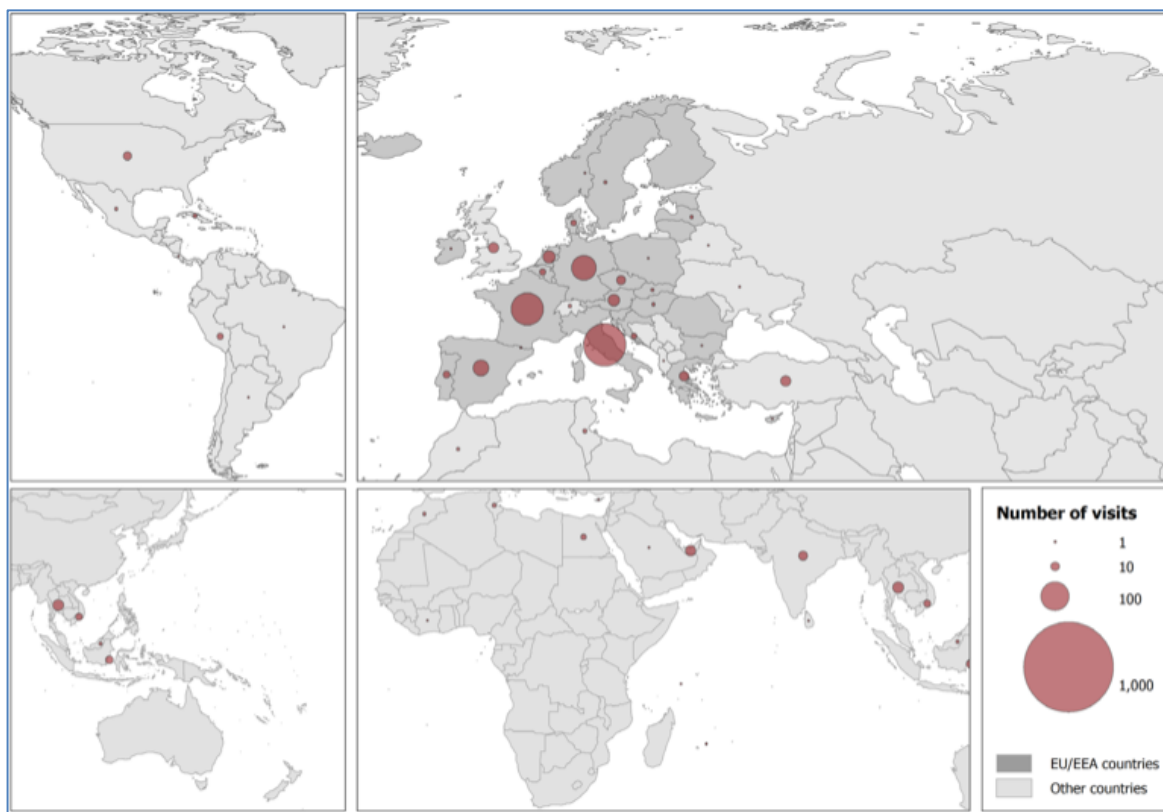 Number of visits
1
10
100
1,000
EU/EEA countries
Other countries